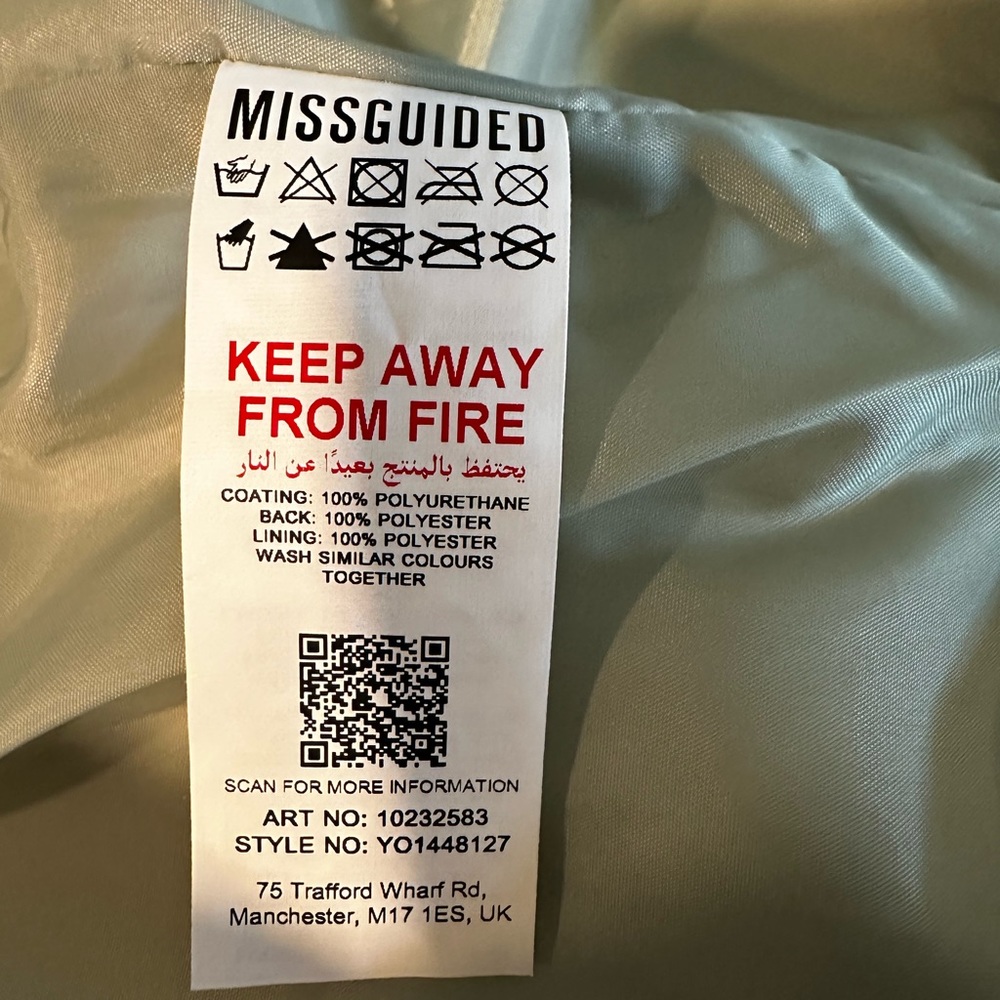 MISSGUIDED
KEEP AWAY
FROM FIRE
يحتفظ بالمنتج بعيدًا عن النار
COATING: 100% POLYURETHANE
BACK: 100% POLYESTER
LINING: 100% POLYESTER
WASH SIMILAR COLOURS
TOGETHER
SCAN FOR MORE INFORMATION
ART NO: 10232583
STYLE NO: YO1448127
75 Trafford Wharf Rd,
Manchester, M17 1ES, UK